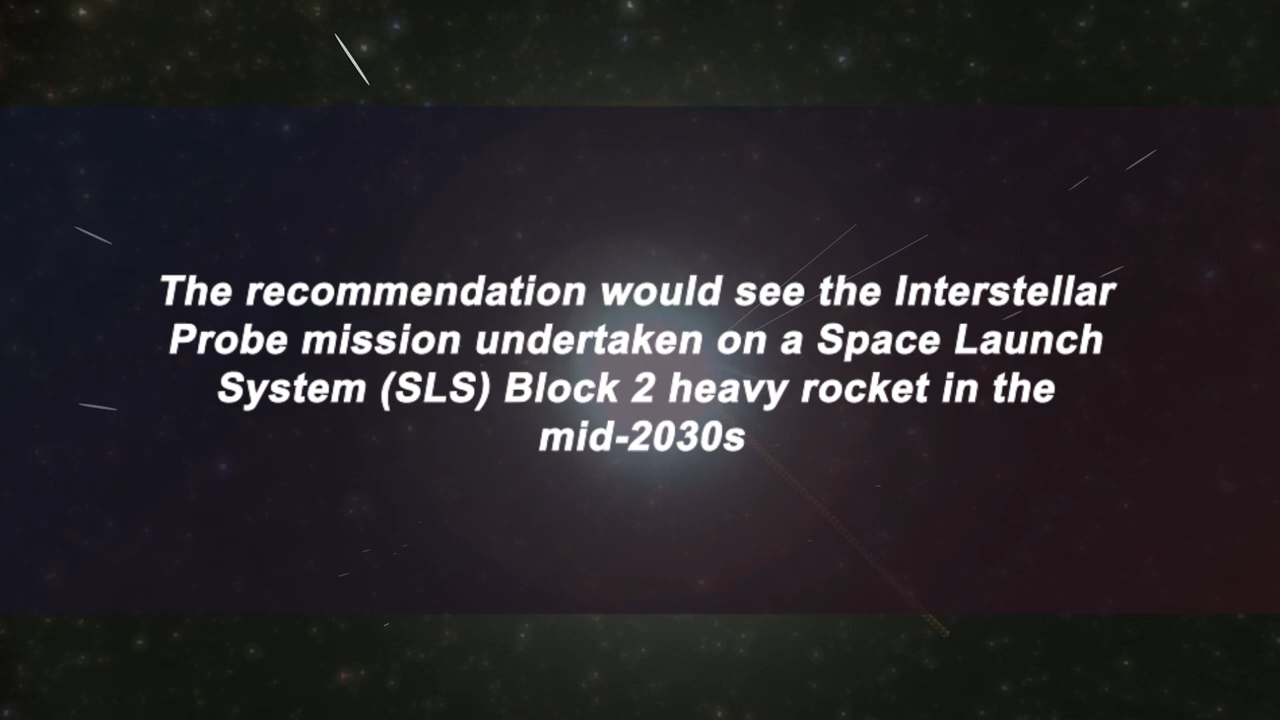 The recommendation would see the Interstellar
Probe mission undertaken on a Space Launch
System (SLS) Block 2 heavy rocket in the
mid-2030s